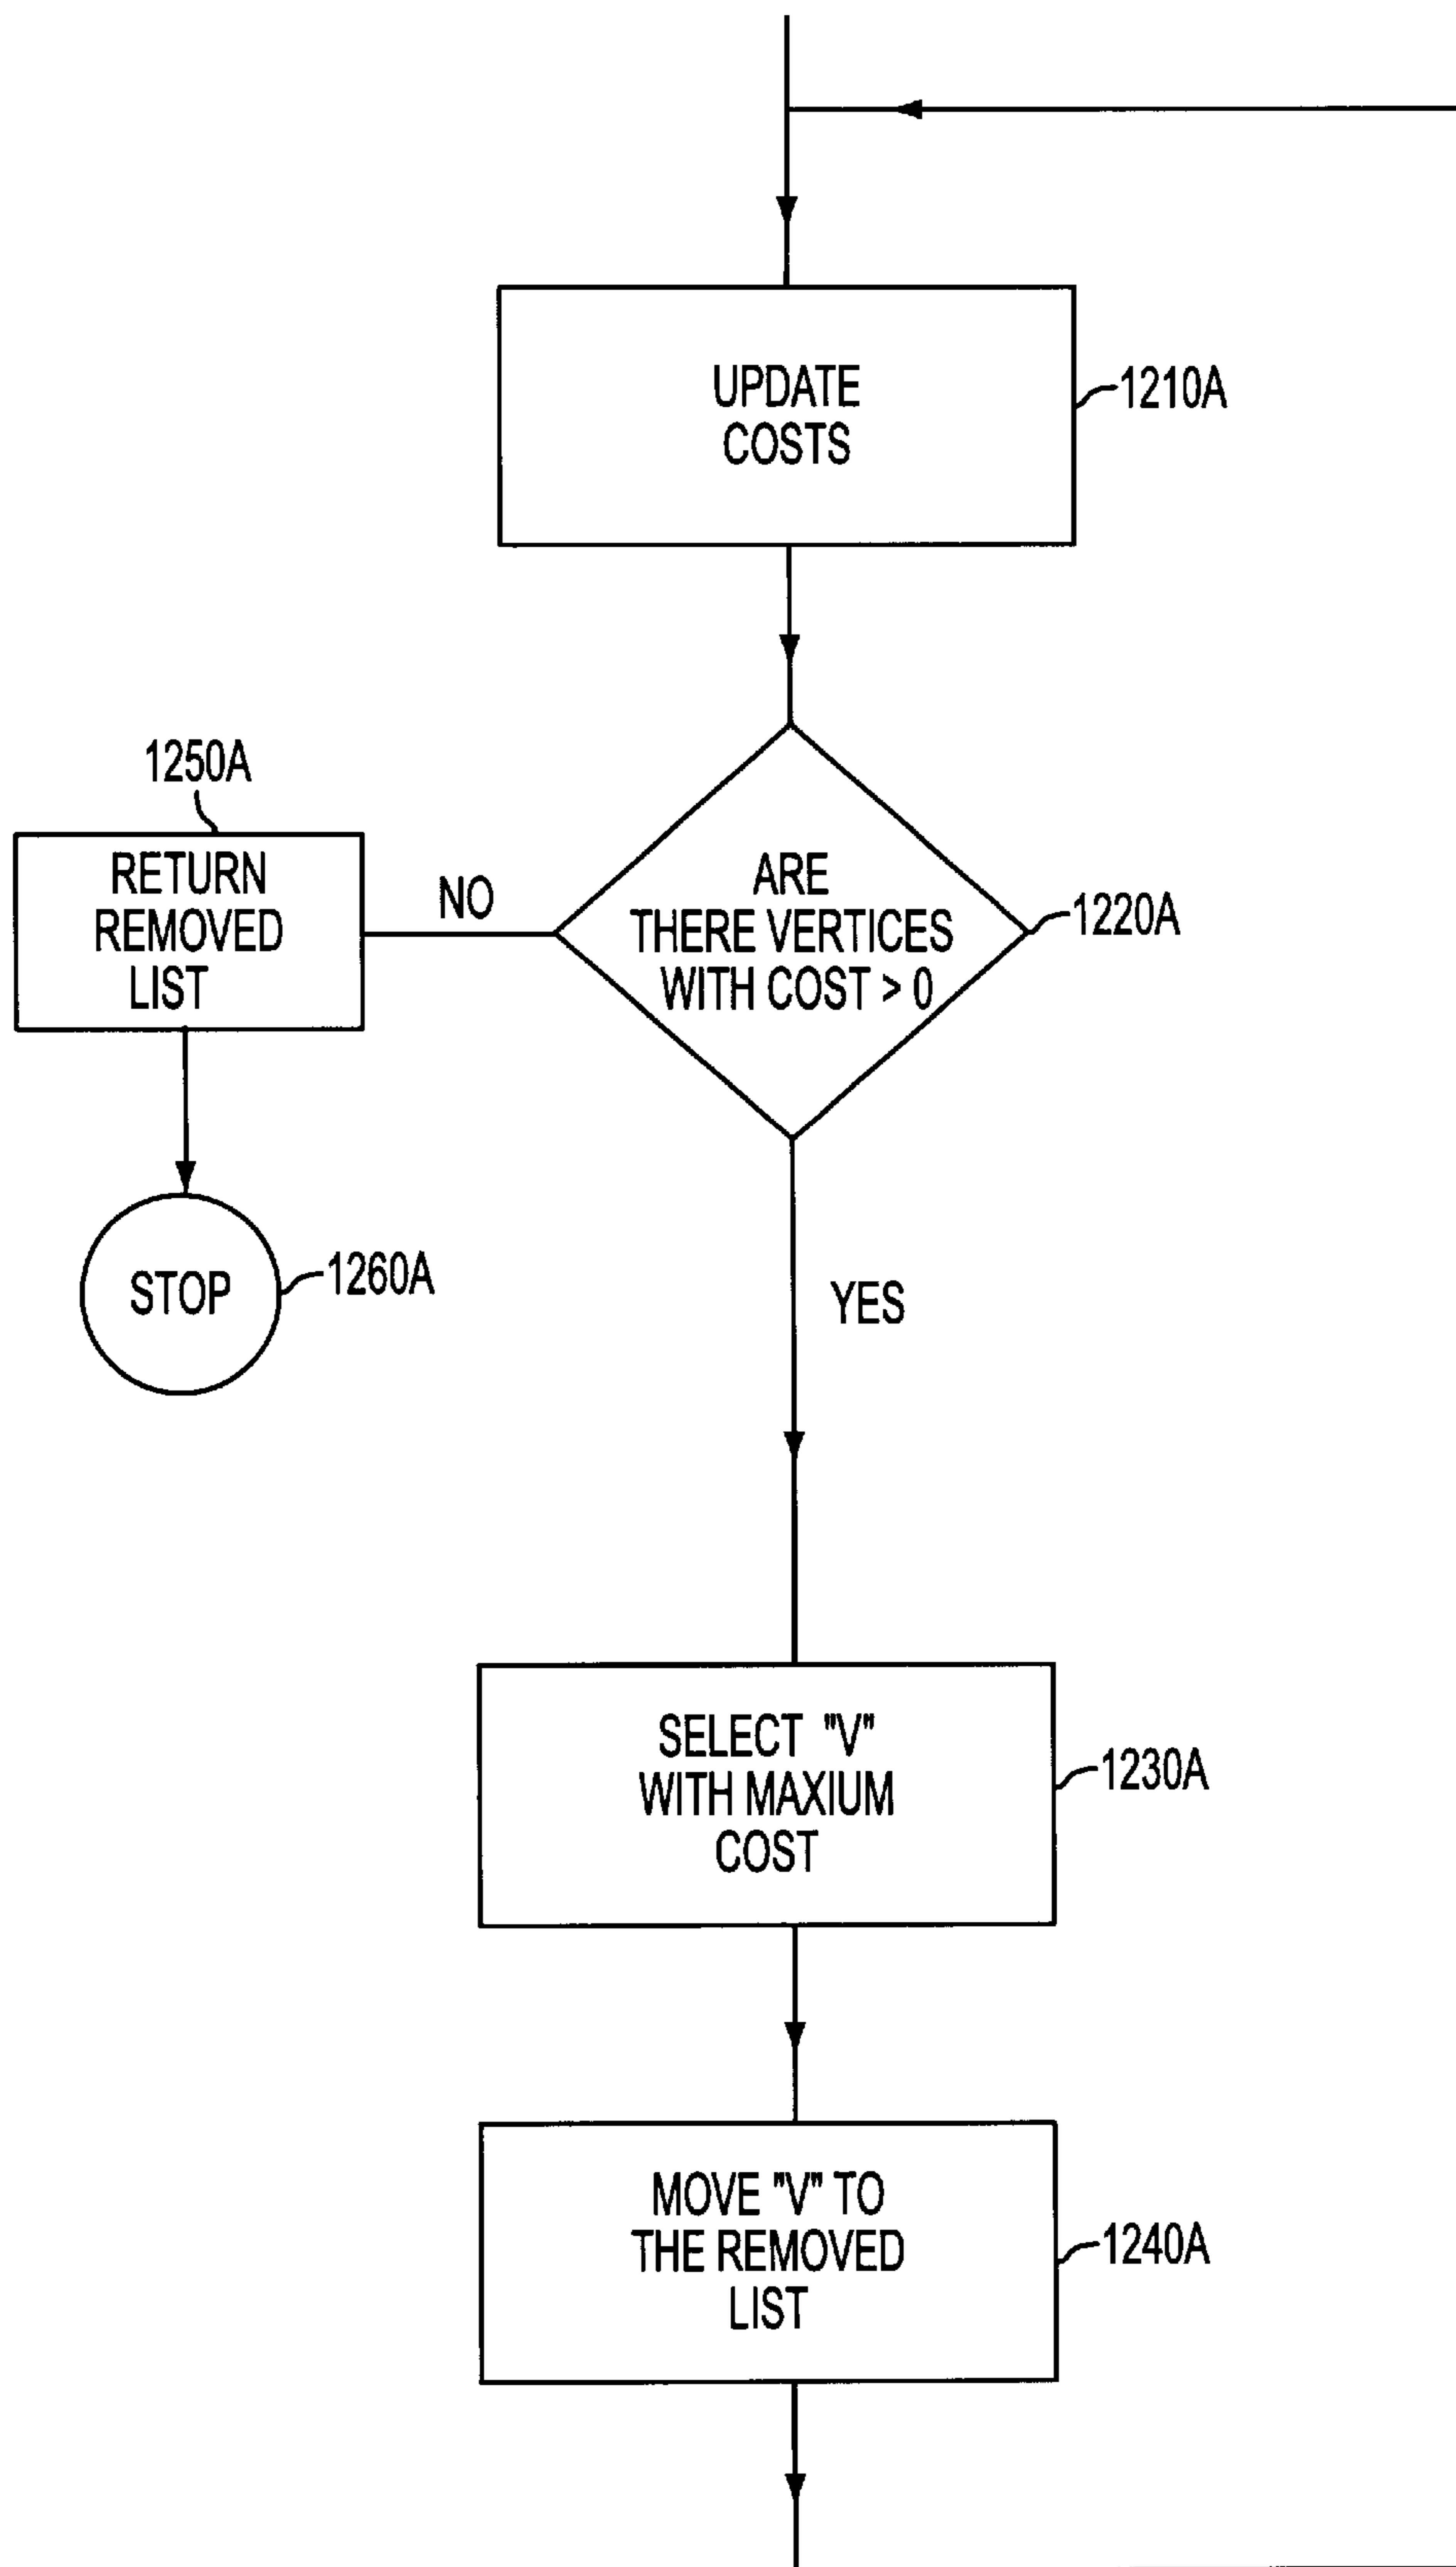 UPDATE
COSTS
1210A
1250A
RETURN
REMOVED
LIST
NO
ARE
THERE VERTICES
WITH COST > 0
1220A
STOP
1260A
YES
SELECT "V"
WITH MAXIUM
COST
1230A
MOVE "V" TO
THE REMOVED
LIST
1240A